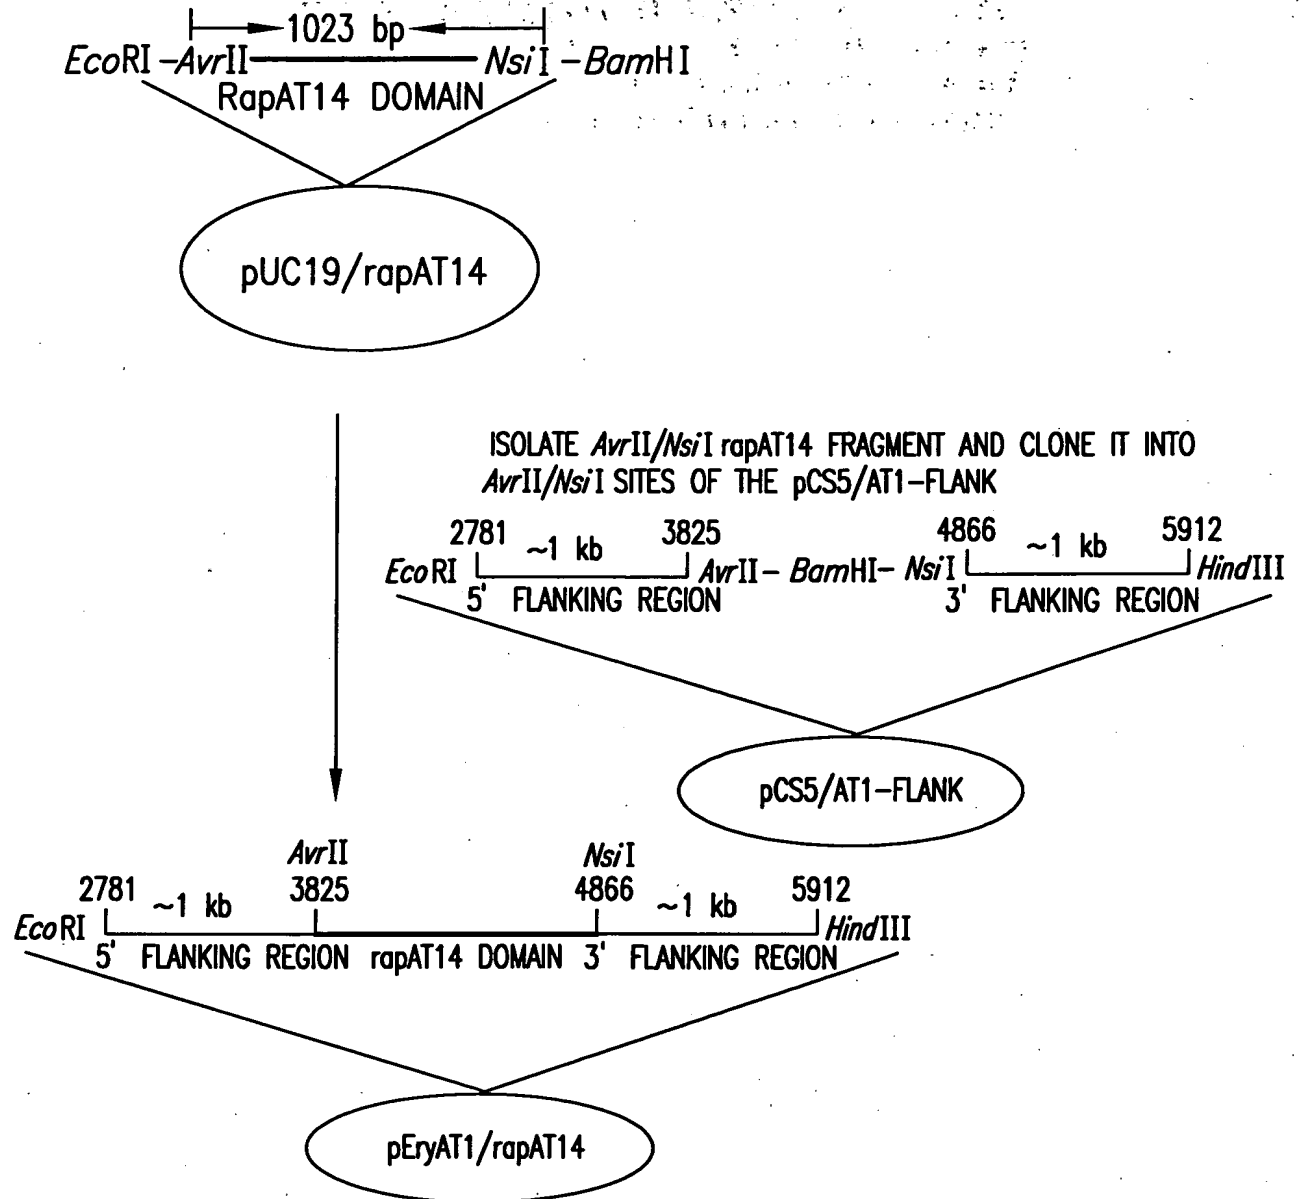 1023 bp
EcoRI-AvrII NsiI-BamHI
RapAT14 DOMAIN
pUC19/rapAT14
ISOLATE AvrII/NsiI rapAT14 FRAGMENT AND CLONE IT INTO
AvrII/NsiI SITES OF THE pCS5/AT1-FLANK
2781 ~1 kb 3825 4866 ~1 kb 5912
EcoRI AvrII- BamHI- NsiI HindIII
5' FLANKING REGION 3' FLANKING REGION
pCS5/AT1-FLANK
AvrII NsiI
2781 ~1 kb 3825 4866 ~1 kb 5912
EcoRI HindIII
5' FLANKING REGION rapAT14 DOMAIN 3' FLANKING REGION
pEryAT1/rapAT14